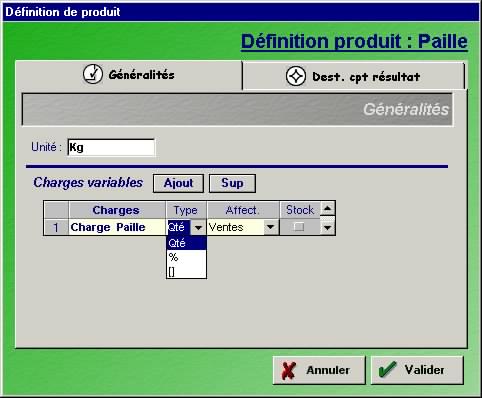 Définition de produit
Définition produit : Paille
Généralités
Dest. cpt résultat
Généralités
Unité : Kg
Charges variables Ajout Sup
Charges Type Affect. Stock
1 Charge Paille Qté Ventes
Qté
%
[]
Annuler Valider